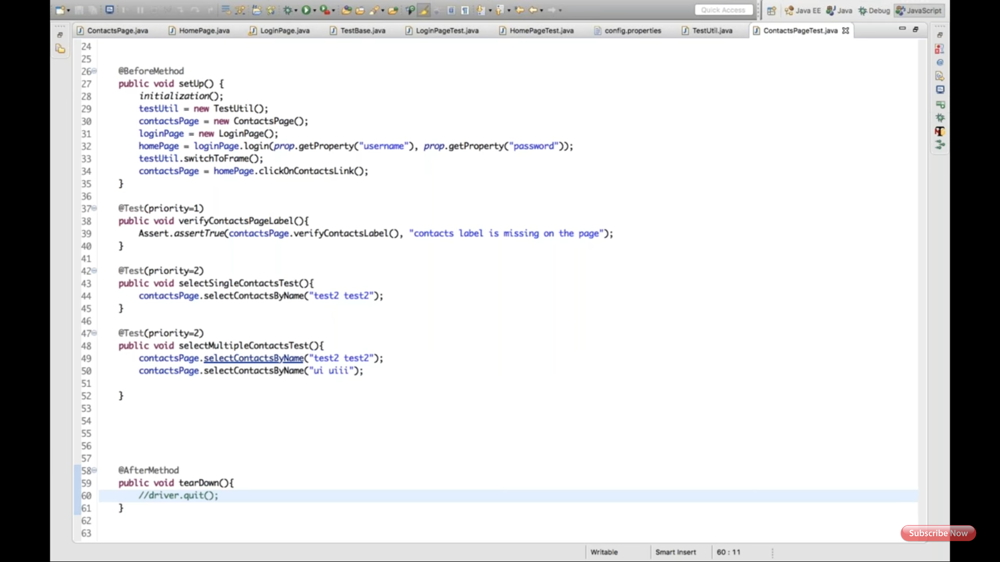 Quick Access
Java EE
Java
Debug
JavaScript
ContactsPage.java
HomePage.java
LoginPage.java
TestBase.java
LoginPageTest.java
HomePageTest.java
config.properties
TestUtil.java
ContactsPageTest.java
24
25
26 @BeforeMethod
27 public void setUp() {
28 initialization();
29 testUtil = new TestUtil();
30 contactsPage = new ContactsPage();
31 loginPage = new LoginPage();
32 homePage = loginPage.login(prop.getProperty("username"), prop.getProperty("password"));
33 testUtil.switchToFrame();
34 contactsPage = homePage.clickOnContactsLink();
35 }
36
37 @Test(priority=1)
38 public void verifyContactsPageLabel(){
39 Assert.assertTrue(contactsPage.verifyContactsLabel(), "contacts label is missing on the page");
40 }
41
42 @Test(priority=2)
43 public void selectSingleContactsTest(){
44 contactsPage.selectContactsByName("test2 test2");
45 }
46
47 @Test(priority=2)
48 public void selectMultipleContactsTest(){
49 contactsPage.selectContactsByName("test2 test2");
50 contactsPage.selectContactsByName("ui uiii");
51
52 }
53
54
55
56
57
58 @AfterMethod
59 public void tearDown(){
60 //driver.quit();
61 }
62
63
Subscribe Now
Writable
Smart Insert
60 : 11